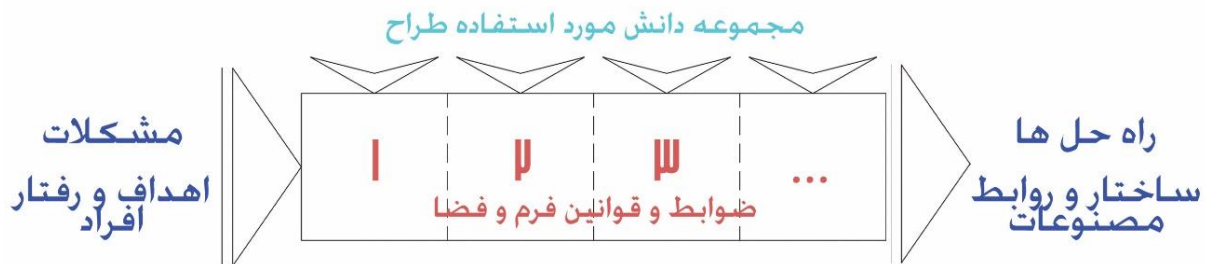 مجموعه دانش مورد استفاده طراح
مشکلات
اهداف و رفتار
افراد
۱ ۲ ۳ ...
ضوابط و قوانین فرم و فضا
راه حل ها
ساختار و روابط
مصنوعات